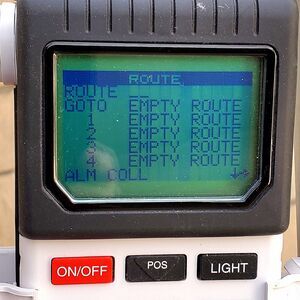 ROUTE
ROUTE __
GOTO EMPTY ROUTE
1 EMPTY ROUTE
2 EMPTY ROUTE
3 EMPTY ROUTE
4 EMPTY ROUTE
ALM COLL
ON/OFF POS LIGHT